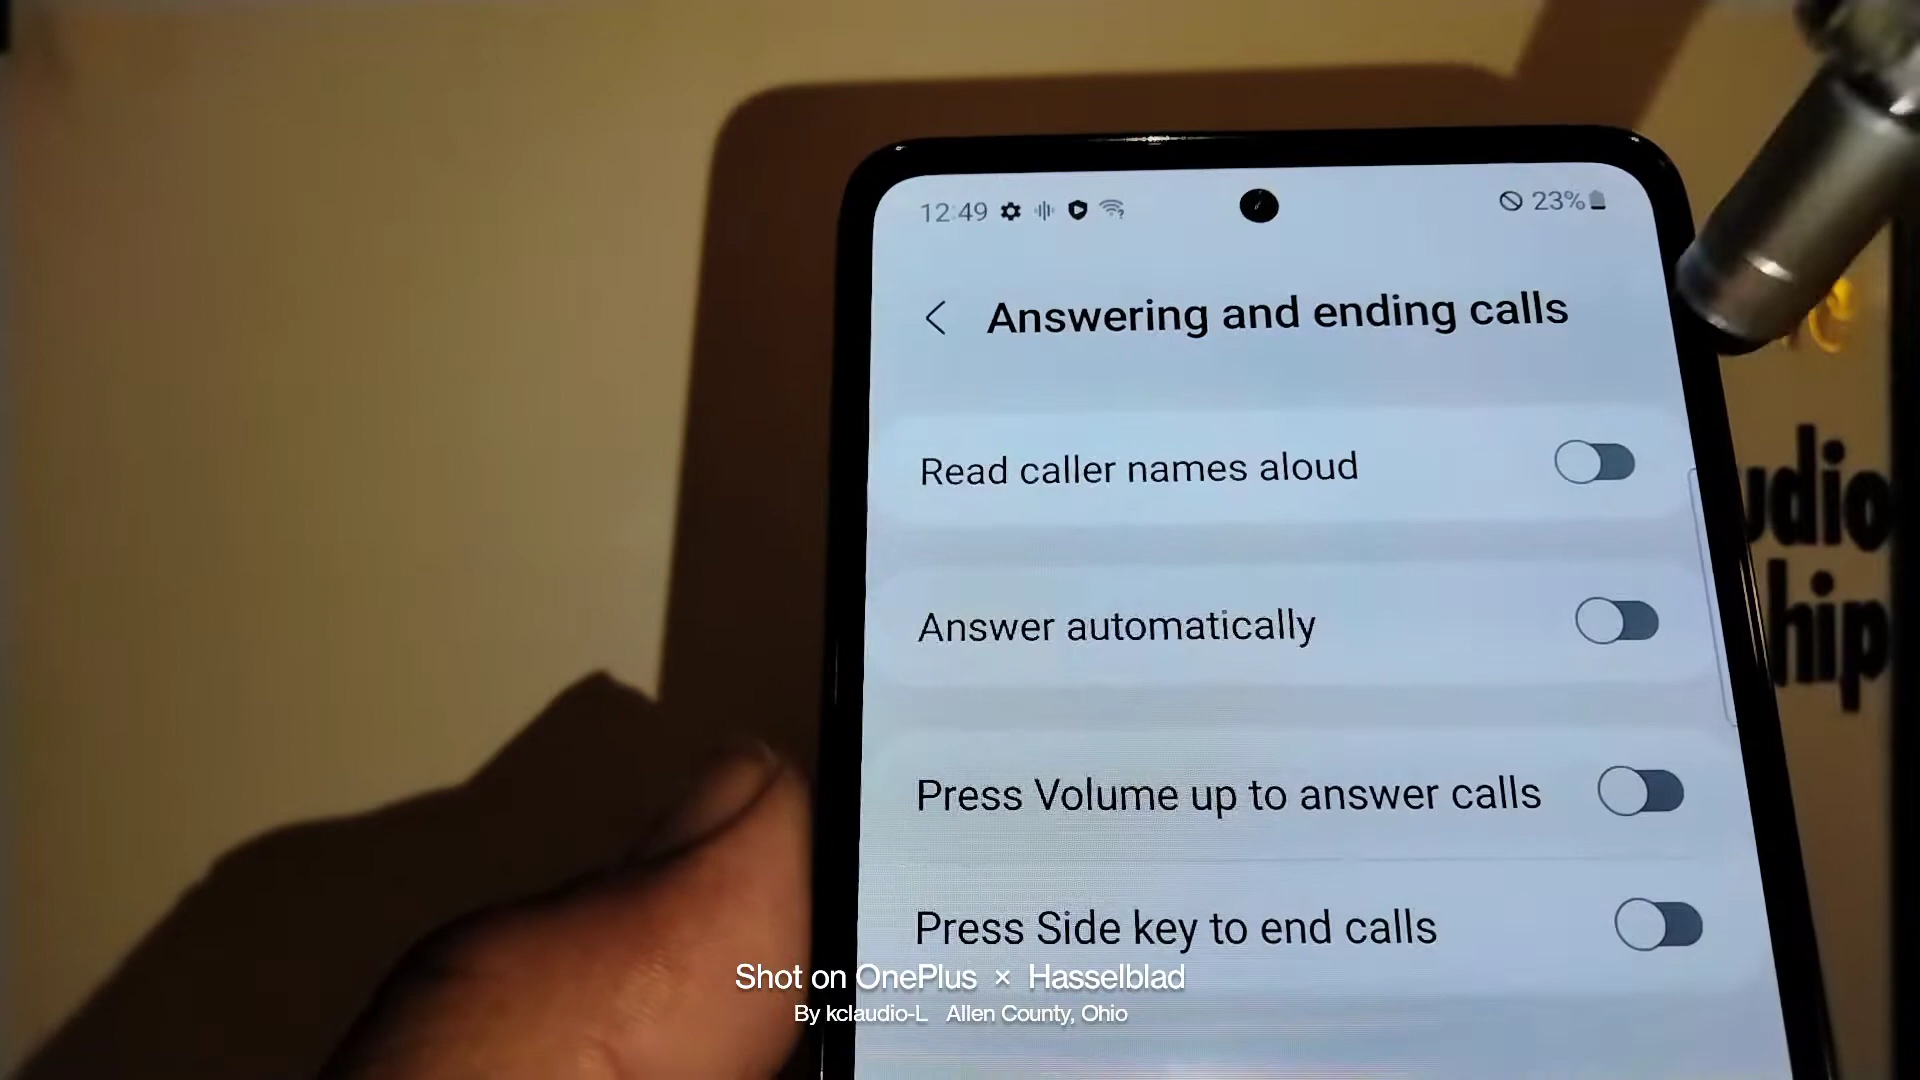 12:49
23%
Answering and ending calls
Read caller names aloud
Answer automatically
Press Volume up to answer calls
Press Side key to end calls
Shot on OnePlus × Hasselblad
By kclaudio-L Allen County, Ohio